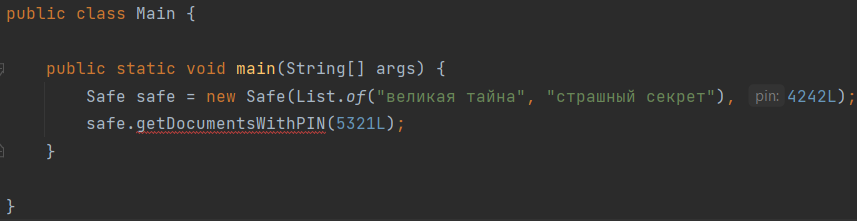 public class Main {
public static void main(String[] args) {
Safe safe = new Safe(List.of("великая тайна", "страшный секрет"), pin: 4242L);
safe.getDocumentsWithPIN(5321L);
}
}